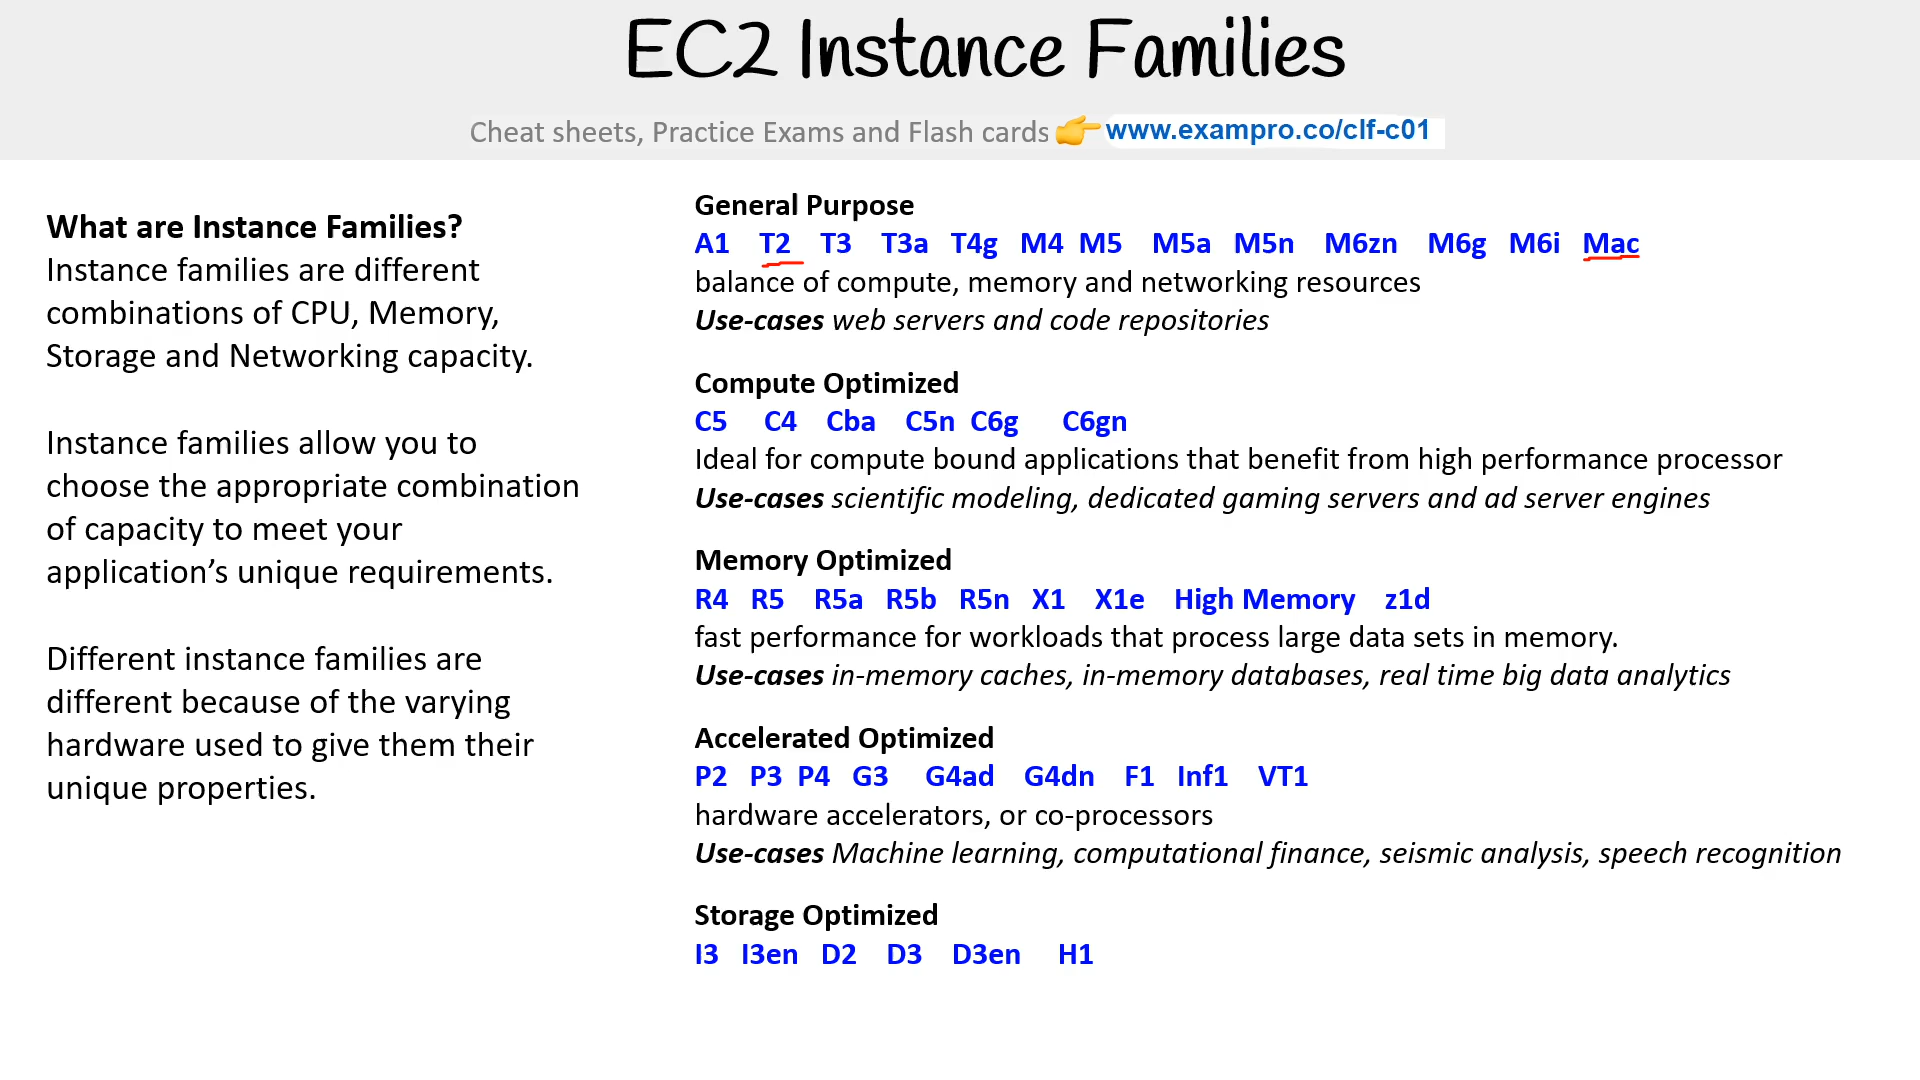 EC2 Instance Families
Cheat sheets, Practice Exams and Flash cards 👉 www.exampro.co/clf-c01
What are Instance Families?
Instance families are different
combinations of CPU, Memory,
Storage and Networking capacity.
Instance families allow you to
choose the appropriate combination
of capacity to meet your
application’s unique requirements.
Different instance families are
different because of the varying
hardware used to give them their
unique properties.
General Purpose
A1 T2 T3 T3a T4g M4 M5 M5a M5n M6zn M6g M6i Mac
balance of compute, memory and networking resources
Use-cases web servers and code repositories
Compute Optimized
C5 C4 Cba C5n C6g C6gn
Ideal for compute bound applications that benefit from high performance processor
Use-cases scientific modeling, dedicated gaming servers and ad server engines
Memory Optimized
R4 R5 R5a R5b R5n X1 X1e High Memory z1d
fast performance for workloads that process large data sets in memory.
Use-cases in-memory caches, in-memory databases, real time big data analytics
Accelerated Optimized
P2 P3 P4 G3 G4ad G4dn F1 Inf1 VT1
hardware accelerators, or co-processors
Use-cases Machine learning, computational finance, seismic analysis, speech recognition
Storage Optimized
I3 I3en D2 D3 D3en H1